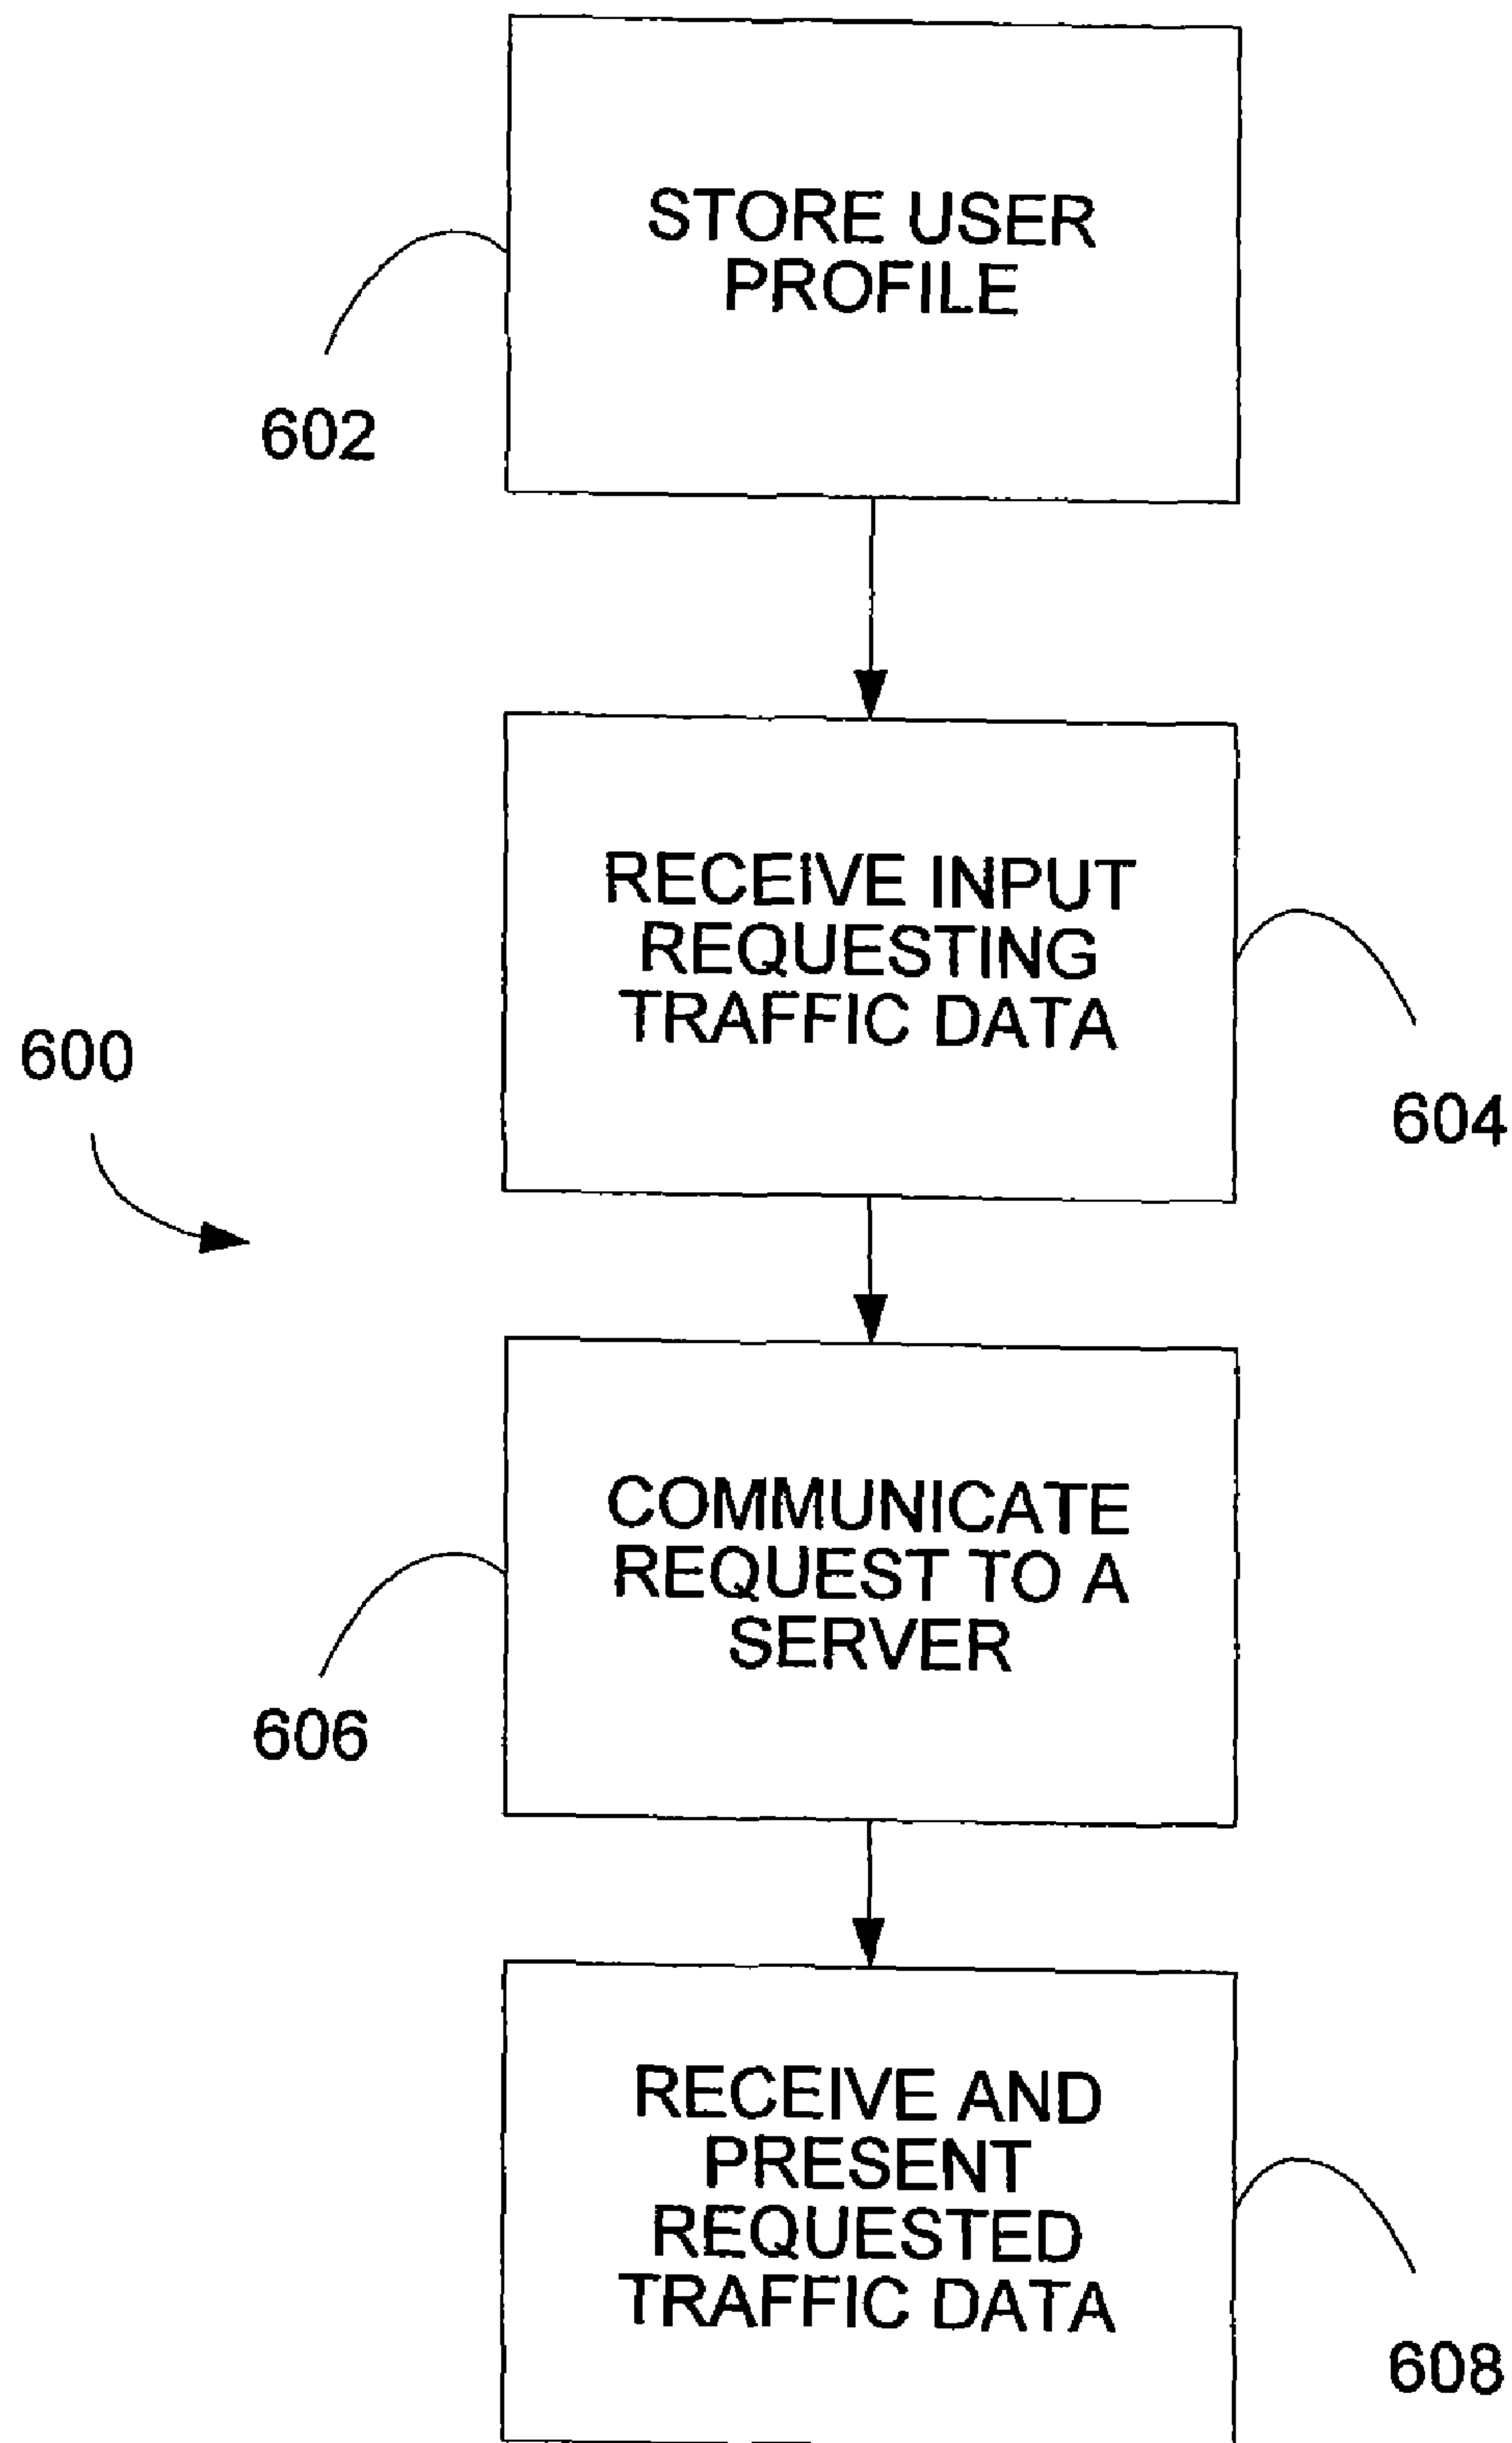 STORE USER
PROFILE
602
RECEIVE INPUT
REQUESTING
TRAFFIC DATA
600
604
COMMUNICATE
REQUEST TO A
SERVER
606
RECEIVE AND
PRESENT
REQUESTED
TRAFFIC DATA
608